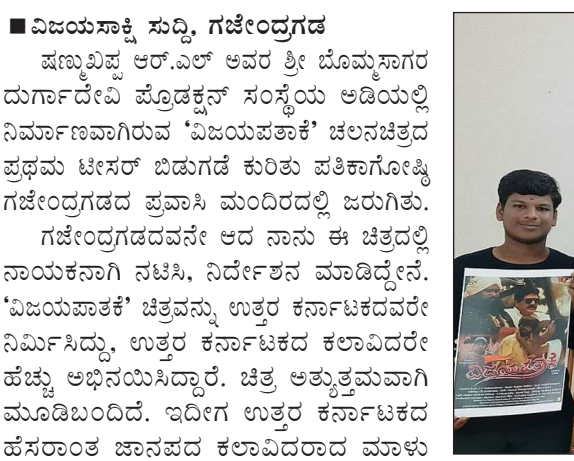 ■ ವಿಜಯಸಾಕ್ಷಿ ಸುದ್ದಿ, ಗಜೇಂದ್ರಗಡ
ಷಣ್ಮುಖಪ್ಪ ಆರ್.ಎಲ್ ಅವರ ಶ್ರೀ ಬೊಮ್ಮಸಾಗರ
ದುರ್ಗಾದೇವಿ ಪ್ರೊಡಕ್ಷನ್ ಸಂಸ್ಥೆಯ ಅಡಿಯಲ್ಲಿ
ನಿರ್ಮಾಣವಾಗಿರುವ ‘ವಿಜಯಪತಾಕೆ’ ಚಲನಚಿತ್ರದ
ಪ್ರಥಮ ಟೀಸರ್ ಬಿಡುಗಡೆ ಕುರಿತು ಪತಿಕಾಗೋಷ್ಠಿ
ಗಜೇಂದ್ರಗಡದ ಪ್ರವಾಸಿ ಮಂದಿರದಲ್ಲಿ ಜರುಗಿತು.
ಗಜೇಂದ್ರಗಡದವನೇ ಆದ ನಾನು ಈ ಚಿತ್ರದಲ್ಲಿ
ನಾಯಕನಾಗಿ ನಟಿಸಿ, ನಿರ್ದೇಶನ ಮಾಡಿದ್ದೇನೆ.
‘ವಿಜಯಪಾತಕೆ’ ಚಿತ್ರವನ್ನು ಉತ್ತರ ಕರ್ನಾಟಕದವರೇ
ನಿರ್ಮಿಸಿದ್ದು, ಉತ್ತರ ಕರ್ನಾಟಕದ ಕಲಾವಿದರೇ
ಹೆಚ್ಚು ಅಭಿನಯಿಸಿದ್ದಾರೆ. ಚಿತ್ರ ಅತ್ಯುತ್ತಮವಾಗಿ
ಮೂಡಿಬಂದಿದೆ. ಇದೀಗ ಉತ್ತರ ಕರ್ನಾಟಕದ
ಹೆಸರಾಂತ ಜಾನಪದ ಕಲಾವಿದರಾದ ಮಾಳು
ವಿಜಯಪತಾಕೆ